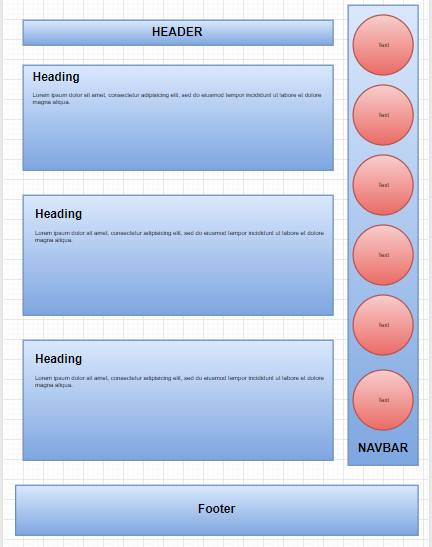 HEADER
Heading
Lorem ipsum dolor sit amet, consectetur adipisicing elit, sed do eiusmod tempor incididunt ut labore et dolore
magna aliqua.
Heading
Lorem ipsum dolor sit amet, consectetur adipisicing elit, sed do eiusmod tempor incididunt ut labore et dolore
magna aliqua.
Heading
Lorem ipsum dolor sit amet, consectetur adipisicing elit, sed do eiusmod tempor incididunt ut labore et dolore
magna aliqua.
Text
Text
Text
Text
Text
Text
NAVBAR
Footer